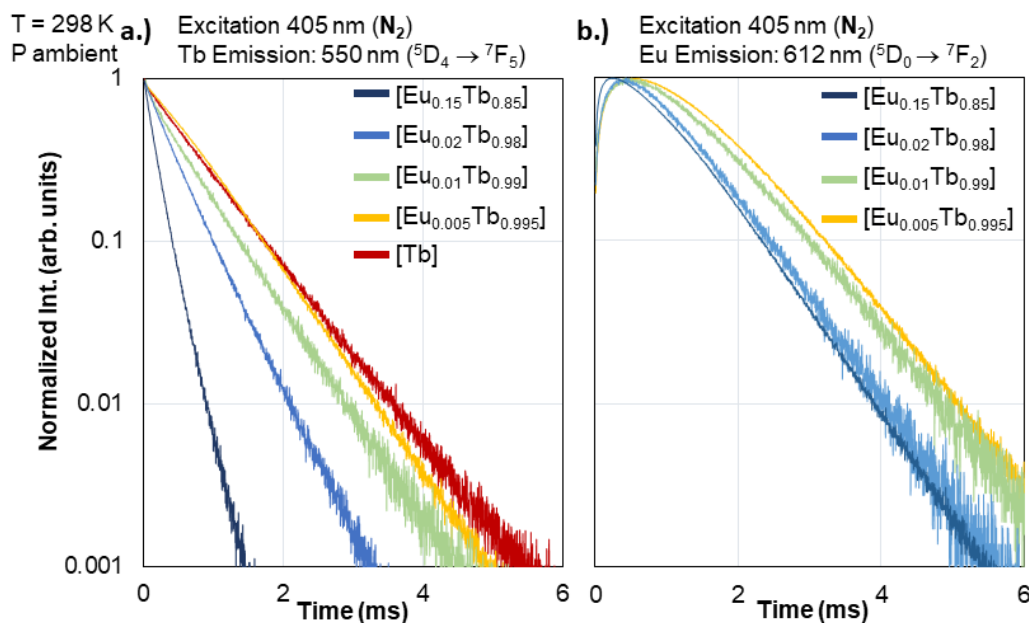 T = 298 K
P ambient
a.)
Excitation 405 nm (N₂)
Tb Emission: 550 nm (⁵D₄ → ⁷F₅)
[Eu₀.₁₅Tb₀.₈₅]
[Eu₀.₀₂Tb₀.₉₈]
[Eu₀.₀₁Tb₀.₉₉]
[Eu₀.₀₀₅Tb₀.₉₉₅]
[Tb]
Normalized Int. (arb. units)
1
0.1
0.01
0.001
0
2
4
6
Time (ms)
b.)
Excitation 405 nm (N₂)
Eu Emission: 612 nm (⁵D₀ → ⁷F₂)
[Eu₀.₁₅Tb₀.₈₅]
[Eu₀.₀₂Tb₀.₉₈]
[Eu₀.₀₁Tb₀.₉₉]
[Eu₀.₀₀₅Tb₀.₉₉₅]
0
2
4
6
Time (ms)